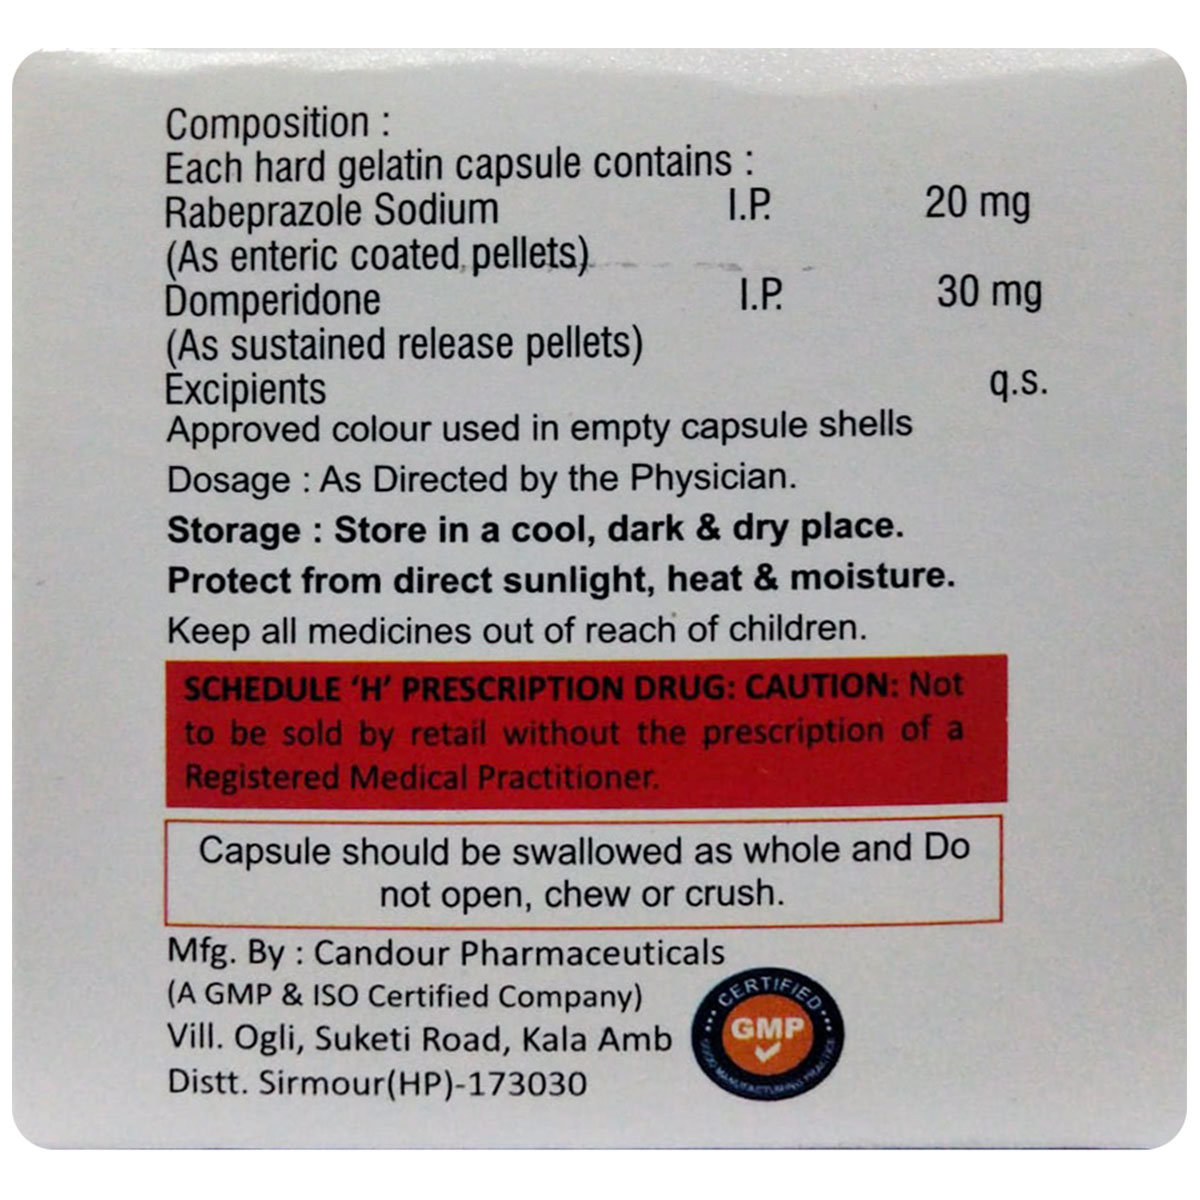 Composition :
Each hard gelatin capsule contains :
Rabeprazole Sodium I.P. 20 mg
(As enteric coated pellets)
Domperidone I.P. 30 mg
(As sustained release pellets)
Excipients q.s.
Approved colour used in empty capsule shells
Dosage : As Directed by the Physician.
Storage : Store in a cool, dark & dry place.
Protect from direct sunlight, heat & moisture.
Keep all medicines out of reach of children.
SCHEDULE ‘H’ PRESCRIPTION DRUG: CAUTION: Not
to be sold by retail without the prescription of a
Registered Medical Practitioner.
Capsule should be swallowed as whole and Do
not open, chew or crush.
Mfg. By : Candour Pharmaceuticals
(A GMP & ISO Certified Company)
Vill. Ogli, Suketi Road, Kala Amb
Distt. Sirmour(HP)-173030
CERTIFIED
GMP
GOOD MANUFACTURING PRACTICE